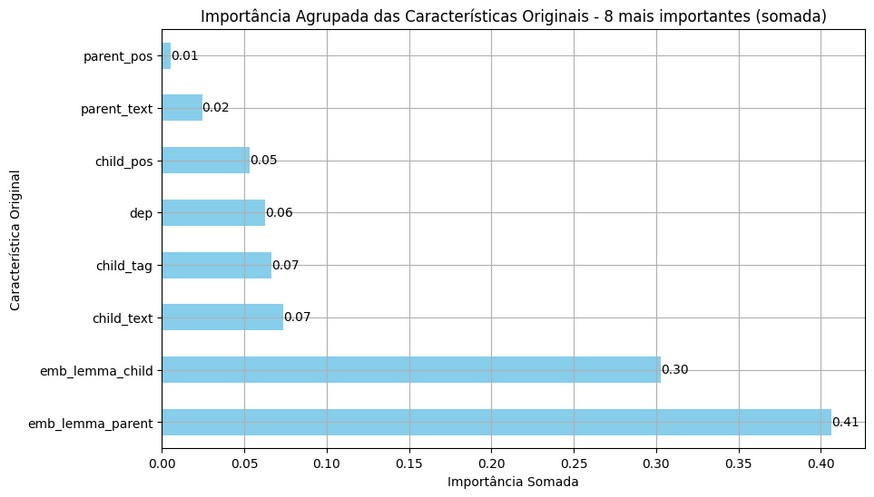 Importância Agrupada das Características Originais - 8 mais importantes (somada)
parent_pos 0.01
parent_text 0.02
child_pos 0.05
dep 0.06
child_tag 0.07
child_text 0.07
emb_lemma_child 0.30
emb_lemma_parent 0.41
Característica Original
0.00 0.05 0.10 0.15 0.20 0.25 0.30 0.35 0.40
Importância Somada